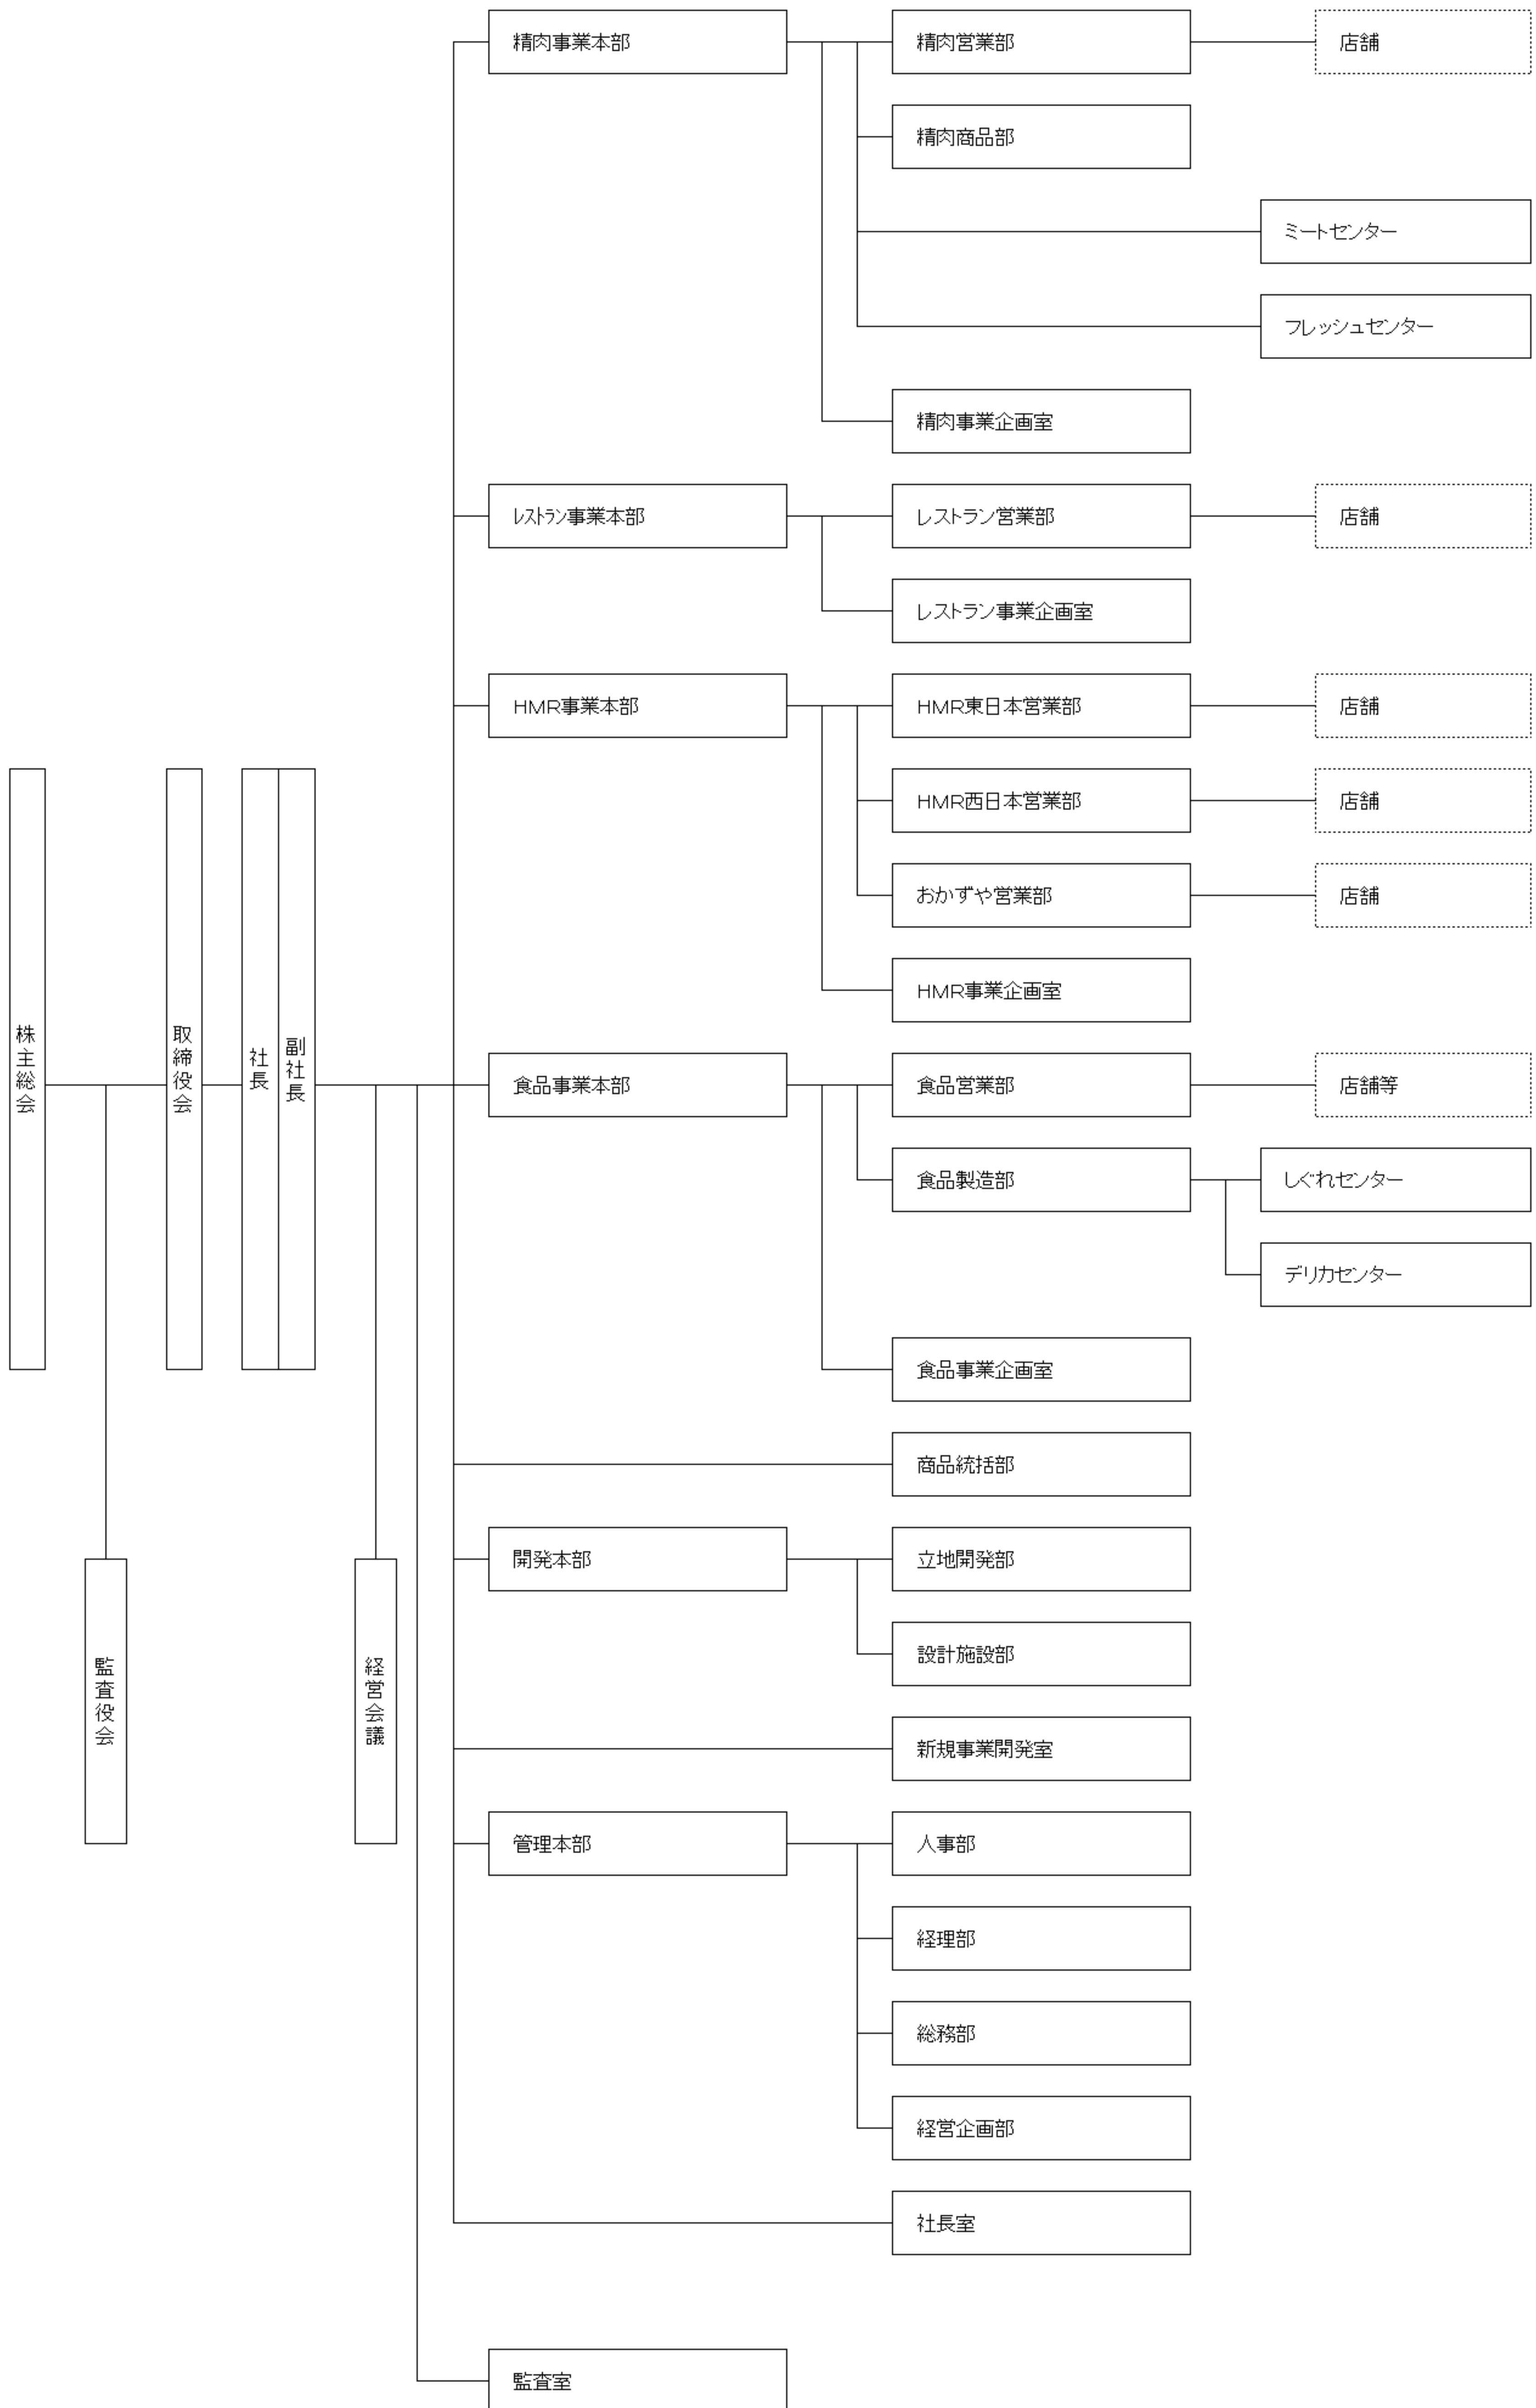 精肉事業本部
精肉営業部
店舗
精肉商品部
ミートセンター
フレッシュセンター
精肉事業企画室
ﾚｽﾄﾗﾝ事業本部
レストラン営業部
店舗
レストラン事業企画室
HMR事業本部
HMR東日本営業部
店舗
HMR西日本営業部
店舗
おかずや営業部
店舗
HMR事業企画室
株主総会
取締役会
社長
副社長
食品事業本部
食品営業部
店舗等
食品製造部
しぐれセンター
デリカセンター
食品事業企画室
商品統括部
開発本部
立地開発部
設計施設部
監査役会
経営会議
新規事業開発室
管理本部
人事部
経理部
総務部
経営企画部
社長室
監査室